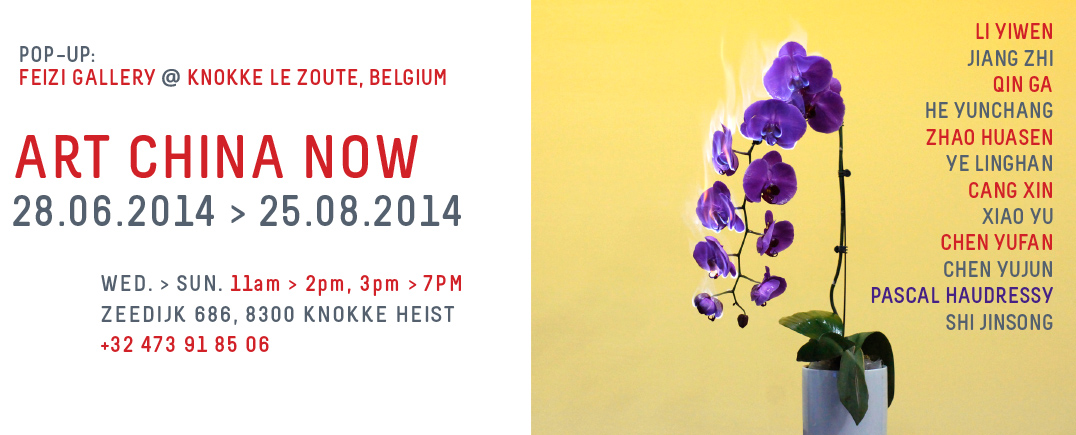 POP-UP:
FEIZI GALLERY @ KNOKKE LE ZOUTE, BELGIUM
ART CHINA NOW
28.06.2014 > 25.08.2014
WED. > SUN. 11am > 2pm, 3pm > 7PM
ZEEDIJK 686, 8300 KNOKKE HEIST
+32 473 91 85 06
LI YIWEN
JIANG ZHI
QIN GA
HE YUNCHANG
ZHAO HUASEN
YE LINGHAN
CANG XIN
XIAO YU
CHEN YUFAN
CHEN YUJUN
PASCAL HAUDRESSY
SHI JINSONG